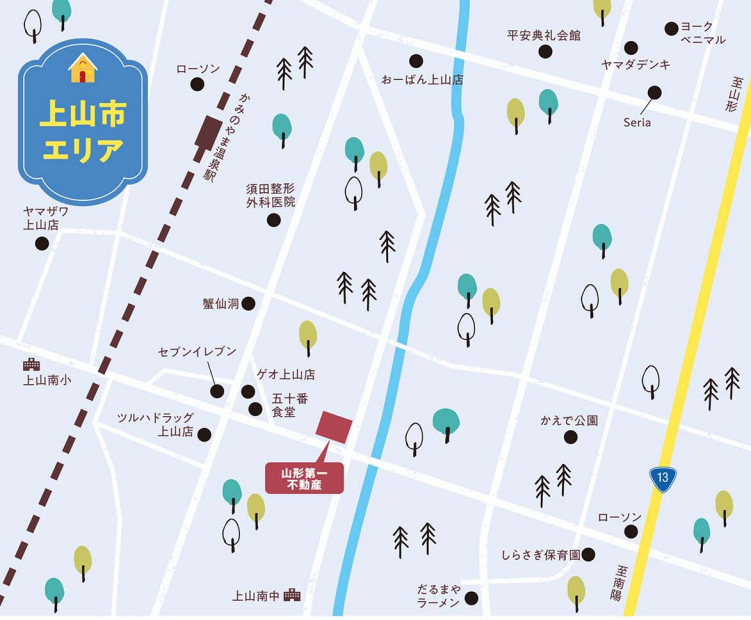 上山市
エリア
ローソン
かみのやま温泉駅
平安典礼会館
ヨーク
ベニマル
ヤマダデンキ
おーばん上山店
Seria
至山形
須田整形
外科医院
ヤマザワ
上山店
蟹仙洞
セブンイレブン
ゲオ上山店
上山南小
五十番
食堂
ツルハドラッグ
上山店
山形第一
不動産
かえで公園
13
ローソン
しらさぎ保育園
至南陽
だるまや
ラーメン
上山南中